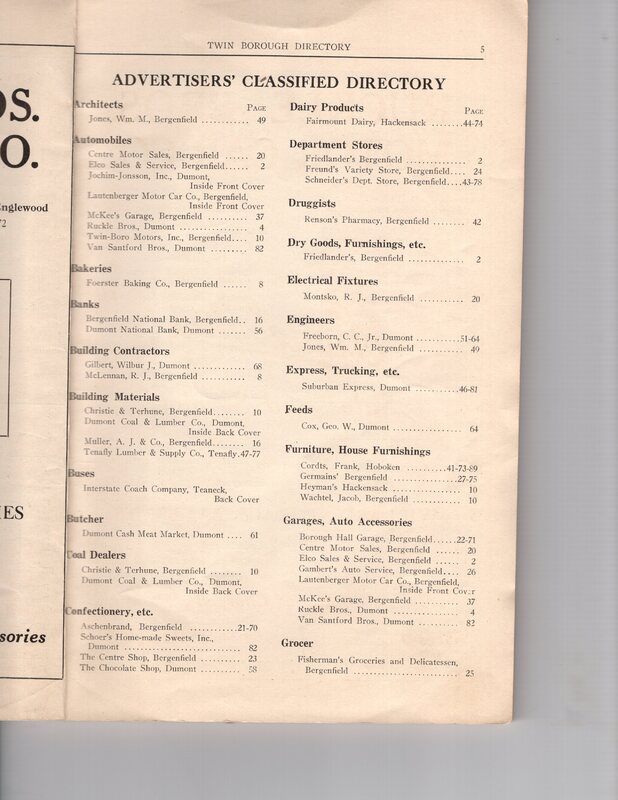 OS.
O.
Englewood
72
IES
sories
TWIN BOROUGH DIRECTORY 5
ADVERTISERS' CLASSIFIED DIRECTORY
Architects PAGE
Jones, Wm. M., Bergenfield ............ 49
Automobiles
Centre Motor Sales, Bergenfield ...... 20
Elco Sales & Service, Bergenfield...... 2
Jochim-Jonsson, Inc., Dumont,
Inside Front Cover
Lautenberger Motor Car Co., Bergenfield,
Inside Front Cover
McKee's Garage, Bergenfield .......... 37
Ruckle Bros., Dumont ................ 4
Twin-Boro Motors, Inc., Bergenfield.... 10
Van Santford Bros., Dumont .......... 82
Bakeries
Foerster Baking Co., Bergenfield ...... 8
Banks
Bergenfield National Bank, Bergenfield.. 16
Dumont National Bank, Dumont ....... 56
Building Contractors
Gilbert, Wilbur J., Dumont ............. 68
McLennan, R. J., Bergenfield ........... 8
Building Materials
Christie & Terhune, Bergenfield........ 10
Dumont Coal & Lumber Co., Dumont,
Inside Back Cover
Muller, A. J. & Co., Bergenfield........ 16
Tenafly Lumber & Supply Co., Tenafly.47-77
Buses
Interstate Coach Company, Teaneck,
Back Cover
Butcher
Dumont Cash Meat Market, Dumont .... 61
Coal Dealers
Christie & Terhune, Bergenfield ........ 10
Dumont Coal & Lumber Co., Dumont,
Inside Back Cover
Confectionery, etc.
Aschenbrand, Bergenfield ...........21-70
Schoer's Home-made Sweets, Inc.,
Dumont ............................. 82
The Centre Shop, Bergenfield .......... 23
The Chocolate Shop, Dumont .......... 58
Dairy Products PAGE
Fairmount Dairy, Hackensack ........44-74
Department Stores
Friedlander's Bergenfield ............... 2
Freund's Variety Store, Bergenfield.... 24
Schneider's Dept. Store, Bergenfield....43-78
Druggists
Renson's Pharmacy, Bergenfield ........ 42
Dry Goods, Furnishings, etc.
Friedlander's, Bergenfield .............. 2
Electrical Fixtures
Montsko, R. J., Bergenfield ........... 20
Engineers
Freeborn, C. C., Jr., Dumont ..........51-64
Jones, Wm. M., Bergenfield ........... 49
Express, Trucking, etc.
Suburban Express, Dumont ...........46-81
Feeds
Cox, Geo. W., Dumont ................ 64
Furniture, House Furnishings
Cordts, Frank, Hoboken ..........41-73-89
Germains' Bergenfield ...............27-75
Heyman's Hackensack ................ 10
Wachtel, Jacob, Bergenfield ........... 10
Garages, Auto Accessories
Borough Hall Garage, Bergenfield......22-71
Centre Motor Sales, Bergenfield ....... 20
Elco Sales & Service, Bergenfield ...... 2
Gambert's Auto Service, Bergenfield.... 26
Lautenberger Motor Car Co., Bergenfield,
Inside Front Cover
McKee's Garage, Bergenfield .......... 37
Ruckle Bros., Dumont ................ 4
Van Santford Bros., Dumont .......... 82
Grocer
Fisherman's Groceries and Delicatessen,
Bergenfield .......................... 25